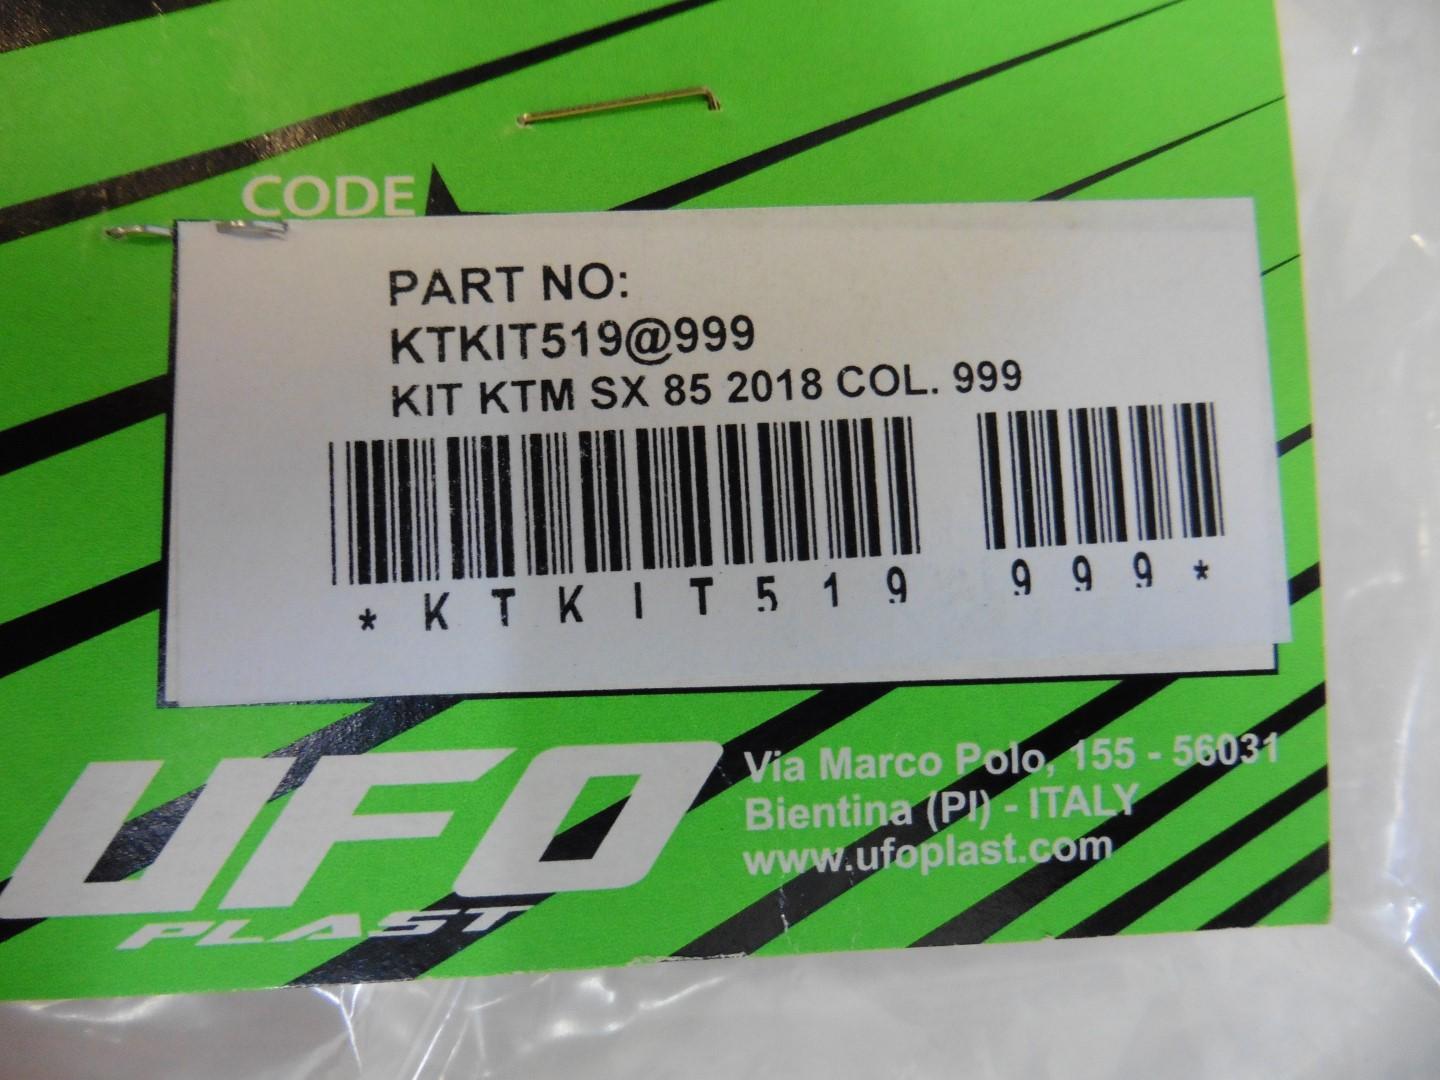 CODE
PART NO:
KTKIT519@999
KIT KTM SX 85 2018 COL. 999
*KTKIT519 999*
UFO
PLAST
Via Marco Polo, 155 - 56031
Bientina (PI) - ITALY
www.ufoplast.com